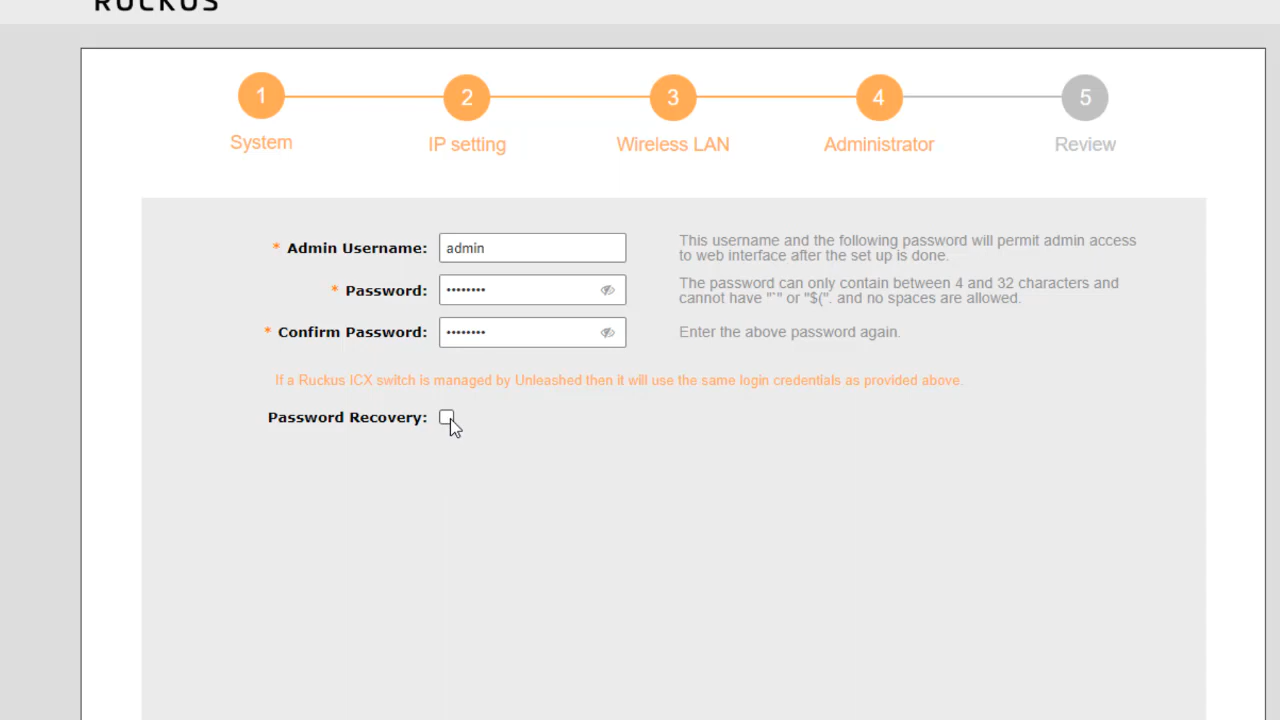 RUCKUS
1 2 3 4 5
System IP setting Wireless LAN Administrator Review
* Admin Username: admin This username and the following password will permit admin access
to web interface after the set up is done.
* Password: •••••••• The password can only contain between 4 and 32 characters and
cannot have "`" or "$(". and no spaces are allowed.
* Confirm Password: •••••••• Enter the above password again.
If a Ruckus ICX switch is managed by Unleashed then it will use the same login credentials as provided above.
Password Recovery: